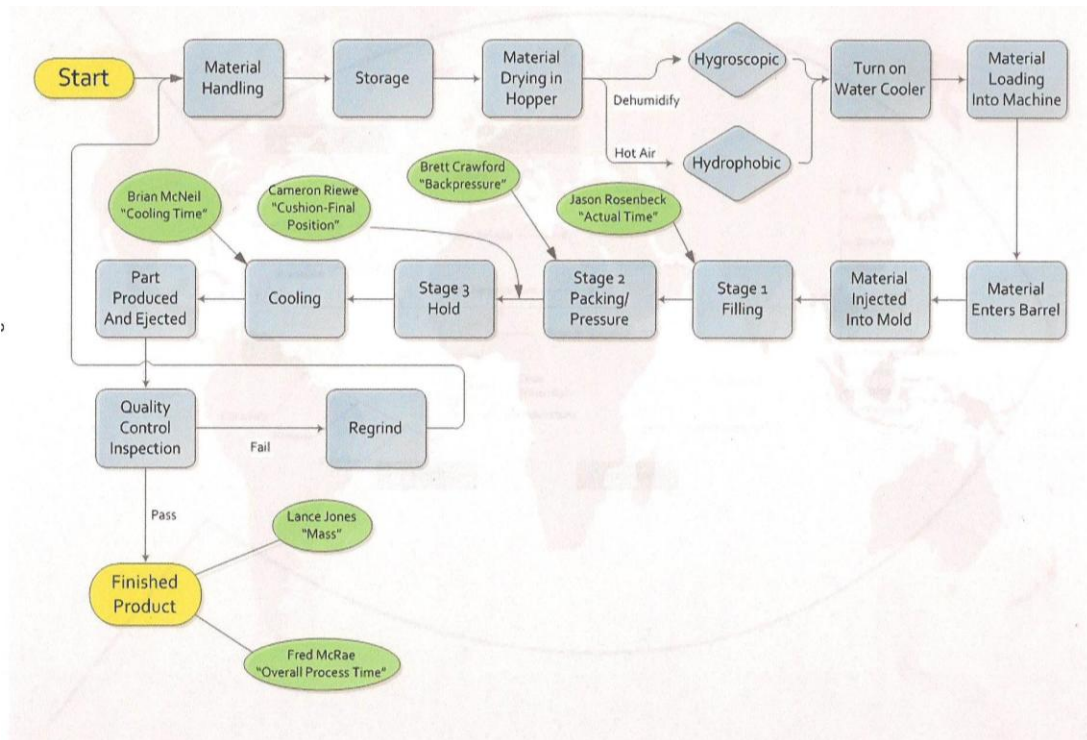 Start
Material
Handling
Storage
Material
Drying in
Hopper
Dehumidify
Hot Air
Hygroscopic
Hydrophobic
Turn on
Water Cooler
Material
Loading
Into Machine
Brian McNeil
"Cooling Time"
Cameron Riewe
"Cushion-Final
Position"
Brett Crawford
"Backpressure"
Jason Rosenbeck
"Actual Time"
Part
Produced
And Ejected
Cooling
Stage 3
Hold
Stage 2
Packing/
Pressure
Stage 1
Filling
Material
Injected
Into Mold
Material
Enters Barrel
Quality
Control
Inspection
Fail
Regrind
Pass
Lance Jones
"Mass"
Finished
Product
Fred McRae
"Overall Process Time"